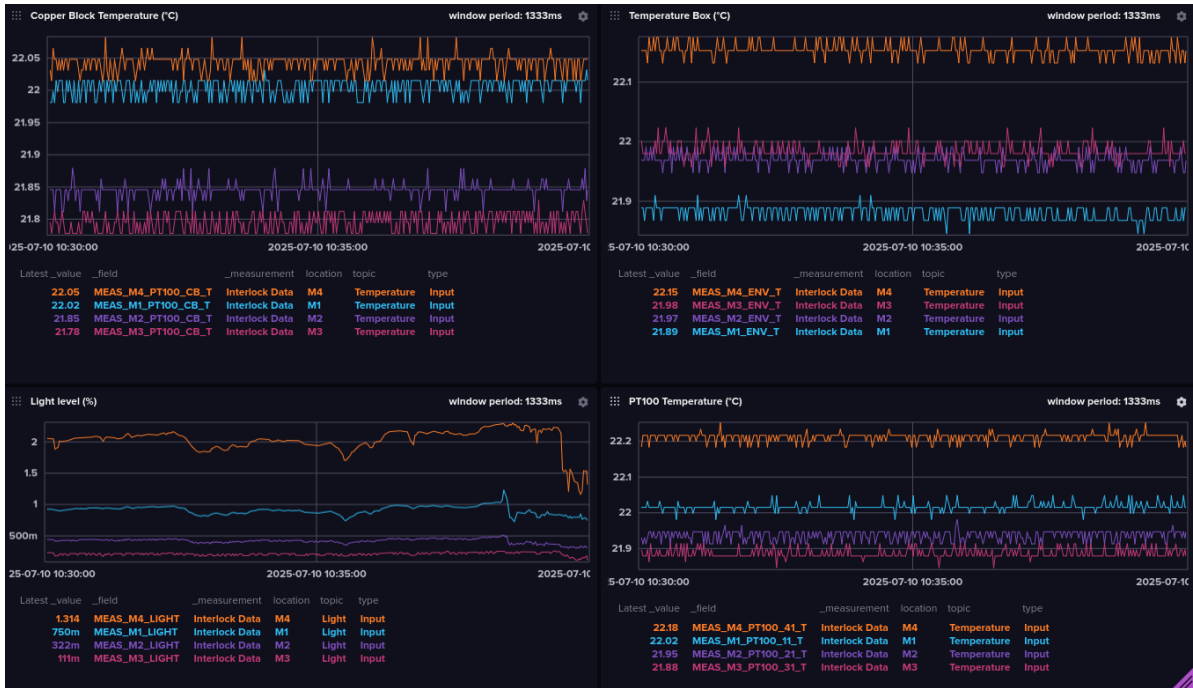 Copper Block Temperature (°C) window period: 1333ms
22.05
22
21.95
21.9
21.85
21.8
25-07-10 10:30:00 2025-07-10 10:35:00 2025-07-10
Latest _value _field _measurement location topic type
22.05 MEAS_M4_PT100_CB_T Interlock Data M4 Temperature Input
22.02 MEAS_M1_PT100_CB_T Interlock Data M1 Temperature Input
21.85 MEAS_M2_PT100_CB_T Interlock Data M2 Temperature Input
21.78 MEAS_M3_PT100_CB_T Interlock Data M3 Temperature Input
Temperature Box (°C) window period: 1333ms
22.1
22
21.9
5-07-10 10:30:00 2025-07-10 10:35:00 2025-07-10
Latest _value _field _measurement location topic type
22.15 MEAS_M4_ENV_T Interlock Data M4 Temperature Input
21.98 MEAS_M3_ENV_T Interlock Data M3 Temperature Input
21.97 MEAS_M2_ENV_T Interlock Data M2 Temperature Input
21.89 MEAS_M1_ENV_T Interlock Data M1 Temperature Input
Light level (%) window period: 1333ms
2
1.5
1
500m
25-07-10 10:30:00 2025-07-10 10:35:00 2025-07-10
Latest _value _field _measurement location topic type
1.314 MEAS_M4_LIGHT Interlock Data M4 Light Input
750m MEAS_M1_LIGHT Interlock Data M1 Light Input
322m MEAS_M2_LIGHT Interlock Data M2 Light Input
111m MEAS_M3_LIGHT Interlock Data M3 Light Input
PT100 Temperature (°C) window period: 1333ms
22.2
22.1
22
21.9
5-07-10 10:30:00 2025-07-10 10:35:00 2025-07-10
Latest _value _field _measurement location topic type
22.18 MEAS_M4_PT100_41_T Interlock Data M4 Temperature Input
22.02 MEAS_M1_PT100_11_T Interlock Data M1 Temperature Input
21.95 MEAS_M2_PT100_21_T Interlock Data M2 Temperature Input
21.88 MEAS_M3_PT100_31_T Interlock Data M3 Temperature Input